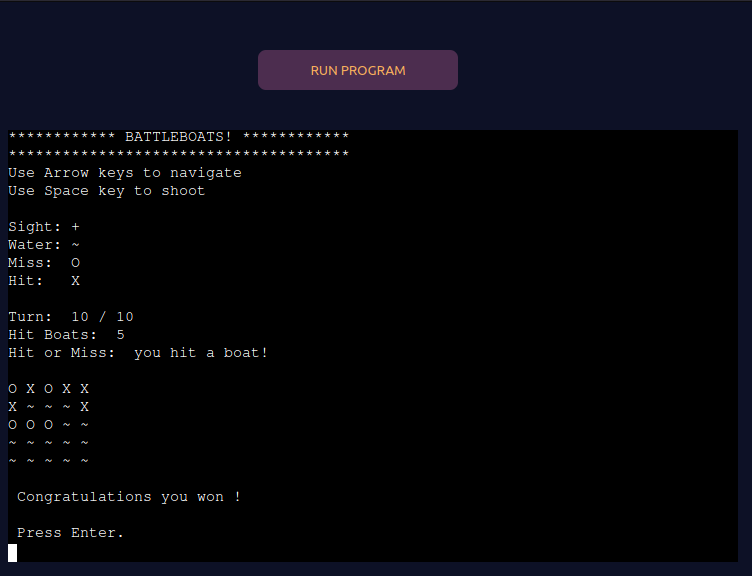 RUN PROGRAM
************ BATTLEBOATS! ************
**************************************
Use Arrow keys to navigate
Use Space key to shoot
Sight: +
Water: ~
Miss:  O
Hit:   X
Turn:  10 / 10
Hit Boats:  5
Hit or Miss:  you hit a boat!
O X O X X
X ~ ~ ~ X
O O O ~ ~
~ ~ ~ ~ ~
~ ~ ~ ~ ~
Congratulations you won !
Press Enter.